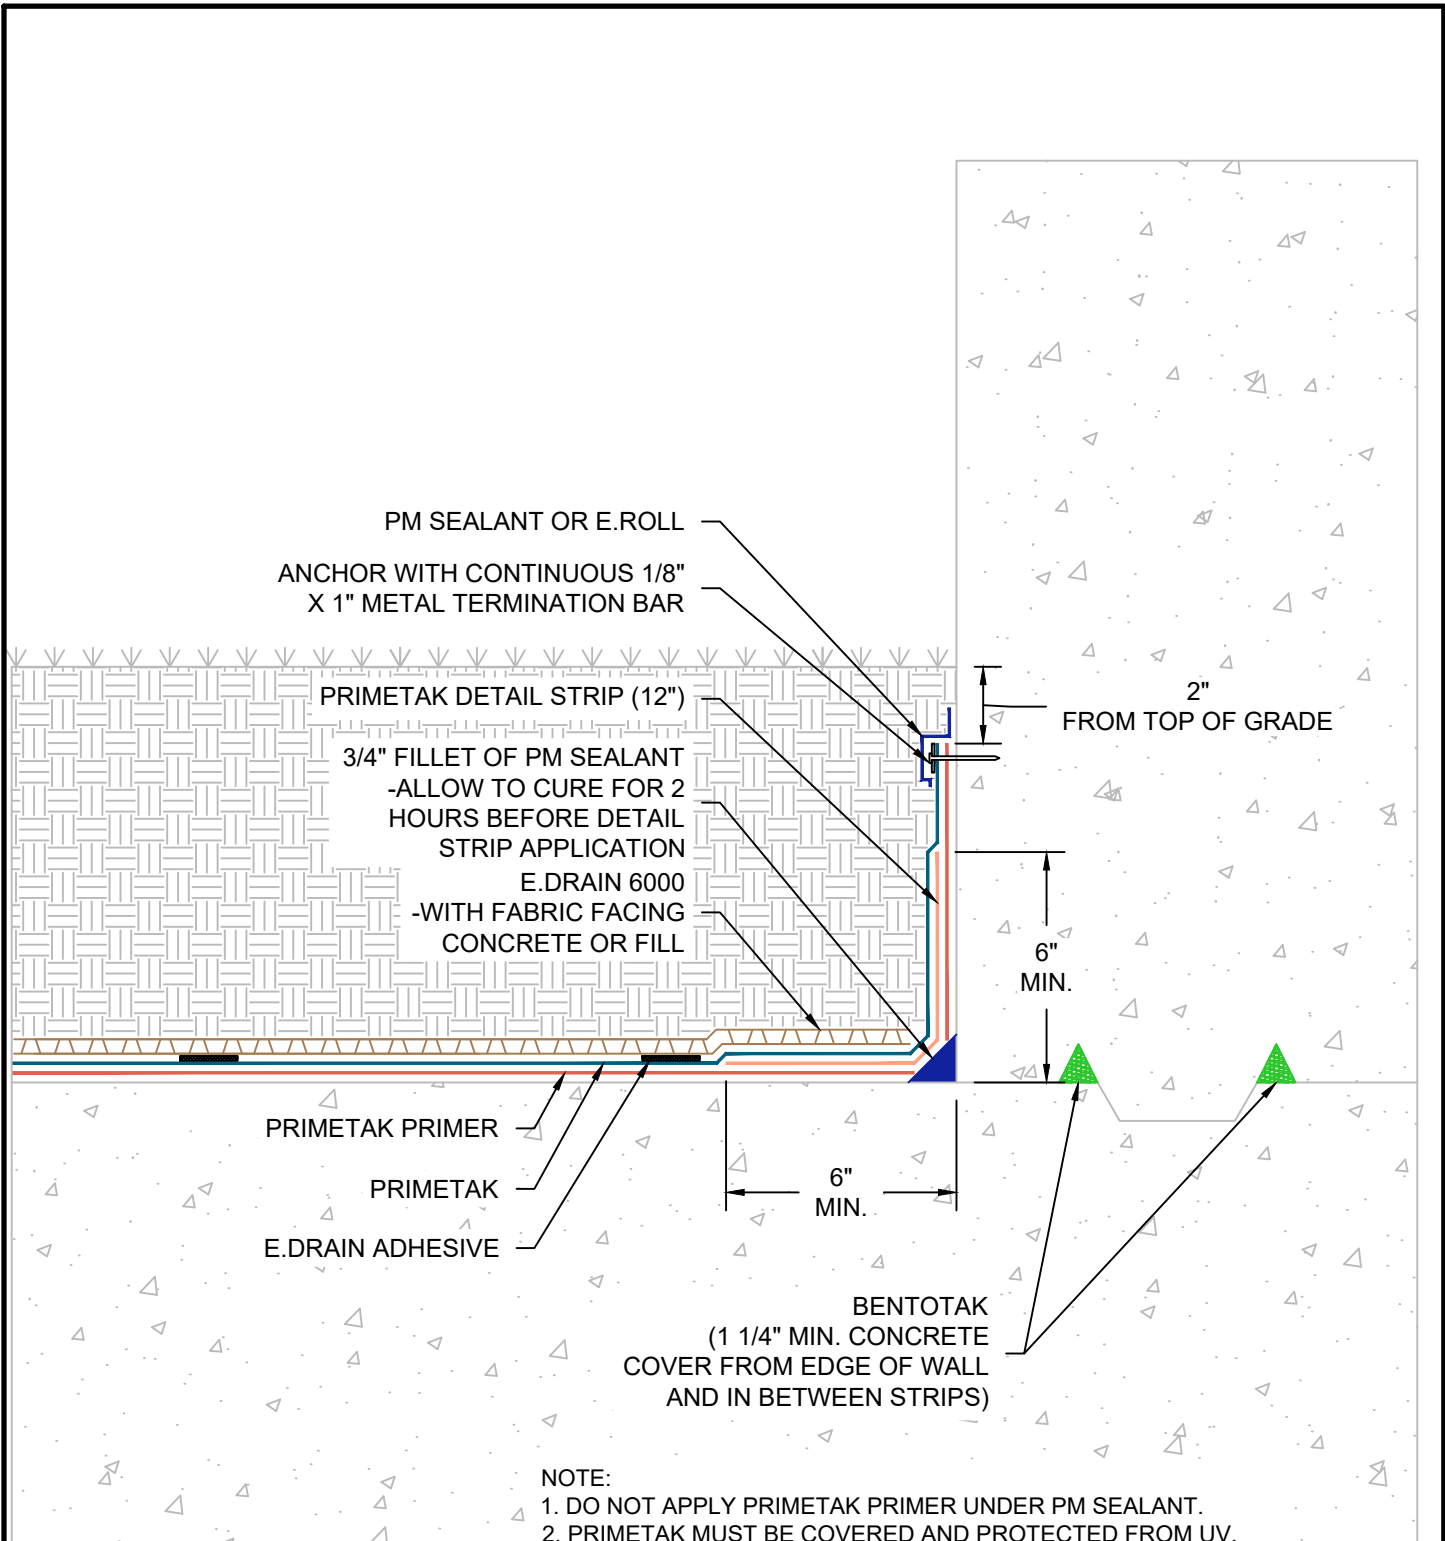 PM SEALANT OR E.ROLL
ANCHOR WITH CONTINUOUS 1/8"
X 1" METAL TERMINATION BAR
PRIMETAK DETAIL STRIP (12")
2"
FROM TOP OF GRADE
3/4" FILLET OF PM SEALANT
-ALLOW TO CURE FOR 2
HOURS BEFORE DETAIL
STRIP APPLICATION
E.DRAIN 6000
-WITH FABRIC FACING
CONCRETE OR FILL
6"
MIN.
PRIMETAK PRIMER
PRIMETAK
E.DRAIN ADHESIVE
6"
MIN.
BENTOTAK
(1 1/4" MIN. CONCRETE
COVER FROM EDGE OF WALL
AND IN BETWEEN STRIPS)
NOTE:
1. DO NOT APPLY PRIMETAK PRIMER UNDER PM SEALANT.
2. PRIMETAK MUST BE COVERED AND PROTECTED FROM UV.